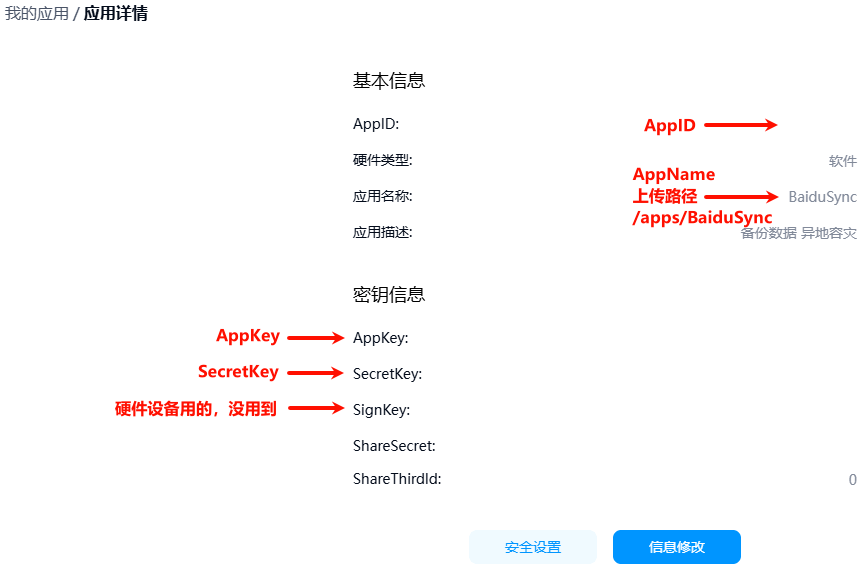 我的应用 / 应用详情
基本信息
AppID:
AppID
硬件类型:
软件
AppName
应用名称:
上传路径
BaiduSync
/apps/BaiduSync
应用描述:
备份数据 异地容灾
密钥信息
AppKey
AppKey:
SecretKey
SecretKey:
硬件设备用的，没用到
SignKey:
ShareSecret:
ShareThirdId:
0
安全设置
信息修改